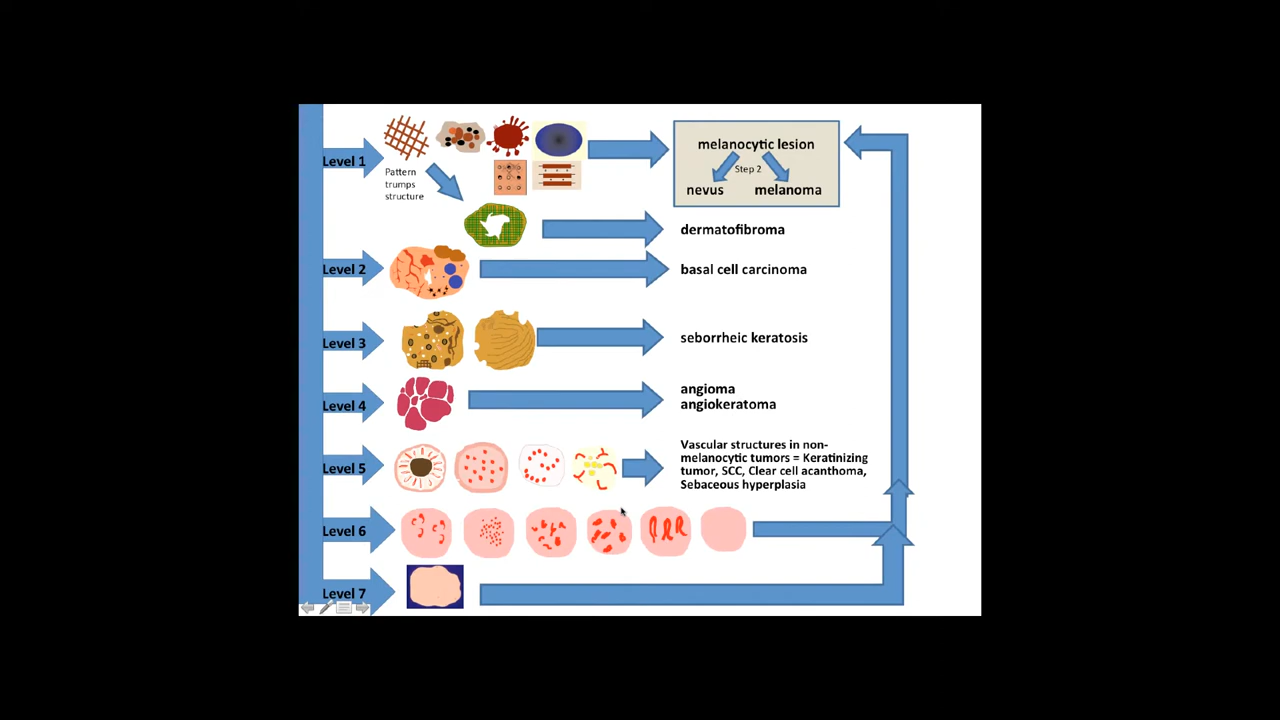 Level 1
Pattern
trumps
structure
melanocytic lesion
Step 2
nevus melanoma
dermatofibroma
Level 2
basal cell carcinoma
Level 3
seborrheic keratosis
Level 4
angioma
angiokeratoma
Level 5
Vascular structures in non-
melanocytic tumors = Keratinizing
tumor, SCC, Clear cell acanthoma,
Sebaceous hyperplasia
Level 6
Level 7